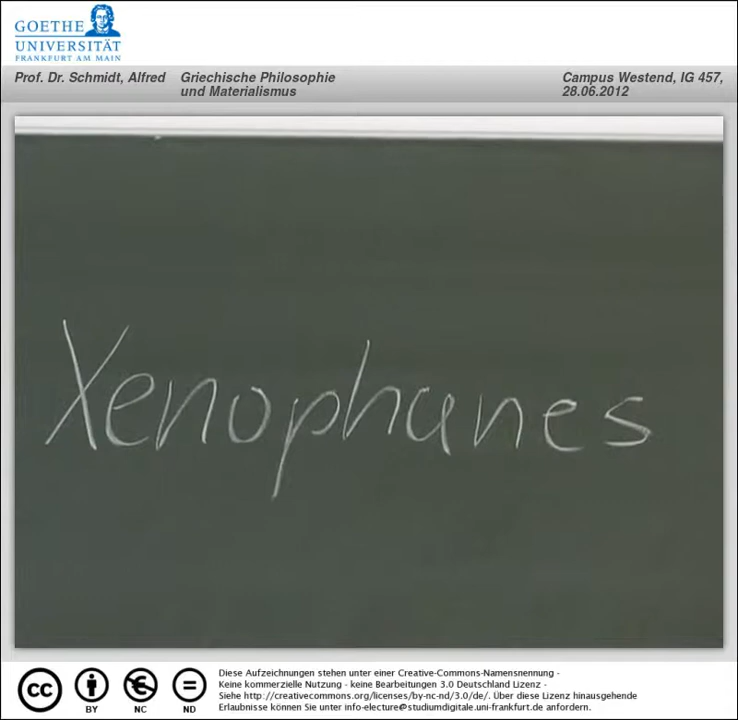 GOETHE
UNIVERSITÄT
FRANKFURT AM MAIN
Prof. Dr. Schmidt, Alfred
Griechische Philosophie
und Materialismus
Campus Westend, IG 457,
28.06.2012
Xenophanes
cc
BY
NC
ND
Diese Aufzeichnungen stehen unter einer Creative-Commons-Namensnennung -
Keine kommerzielle Nutzung - keine Bearbeitungen 3.0 Deutschland Lizenz -
Siehe http://creativecommons.org/licenses/by-nc-nd/3.0/de/. Über diese Lizenz hinausgehende
Erlaubnisse können Sie unter info-electure@studiumdigitale.uni-frankfurt.de anfordern.